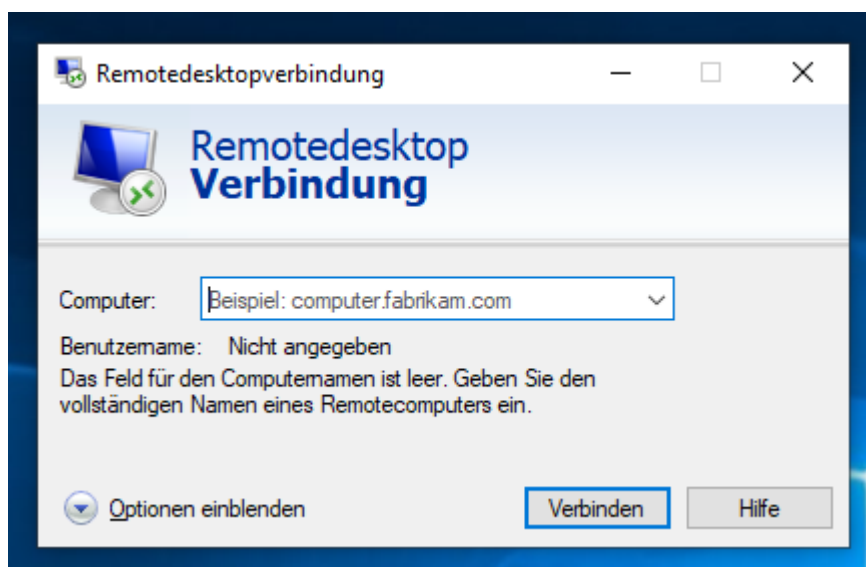 Remotedesktopverbindung
Remotedesktop
Verbindung
Computer: Beispiel: computer.fabrikam.com
Benutzername: Nicht angegeben
Das Feld für den Computernamen ist leer. Geben Sie den
vollständigen Namen eines Remotecomputers ein.
Optionen einblenden Verbinden Hilfe